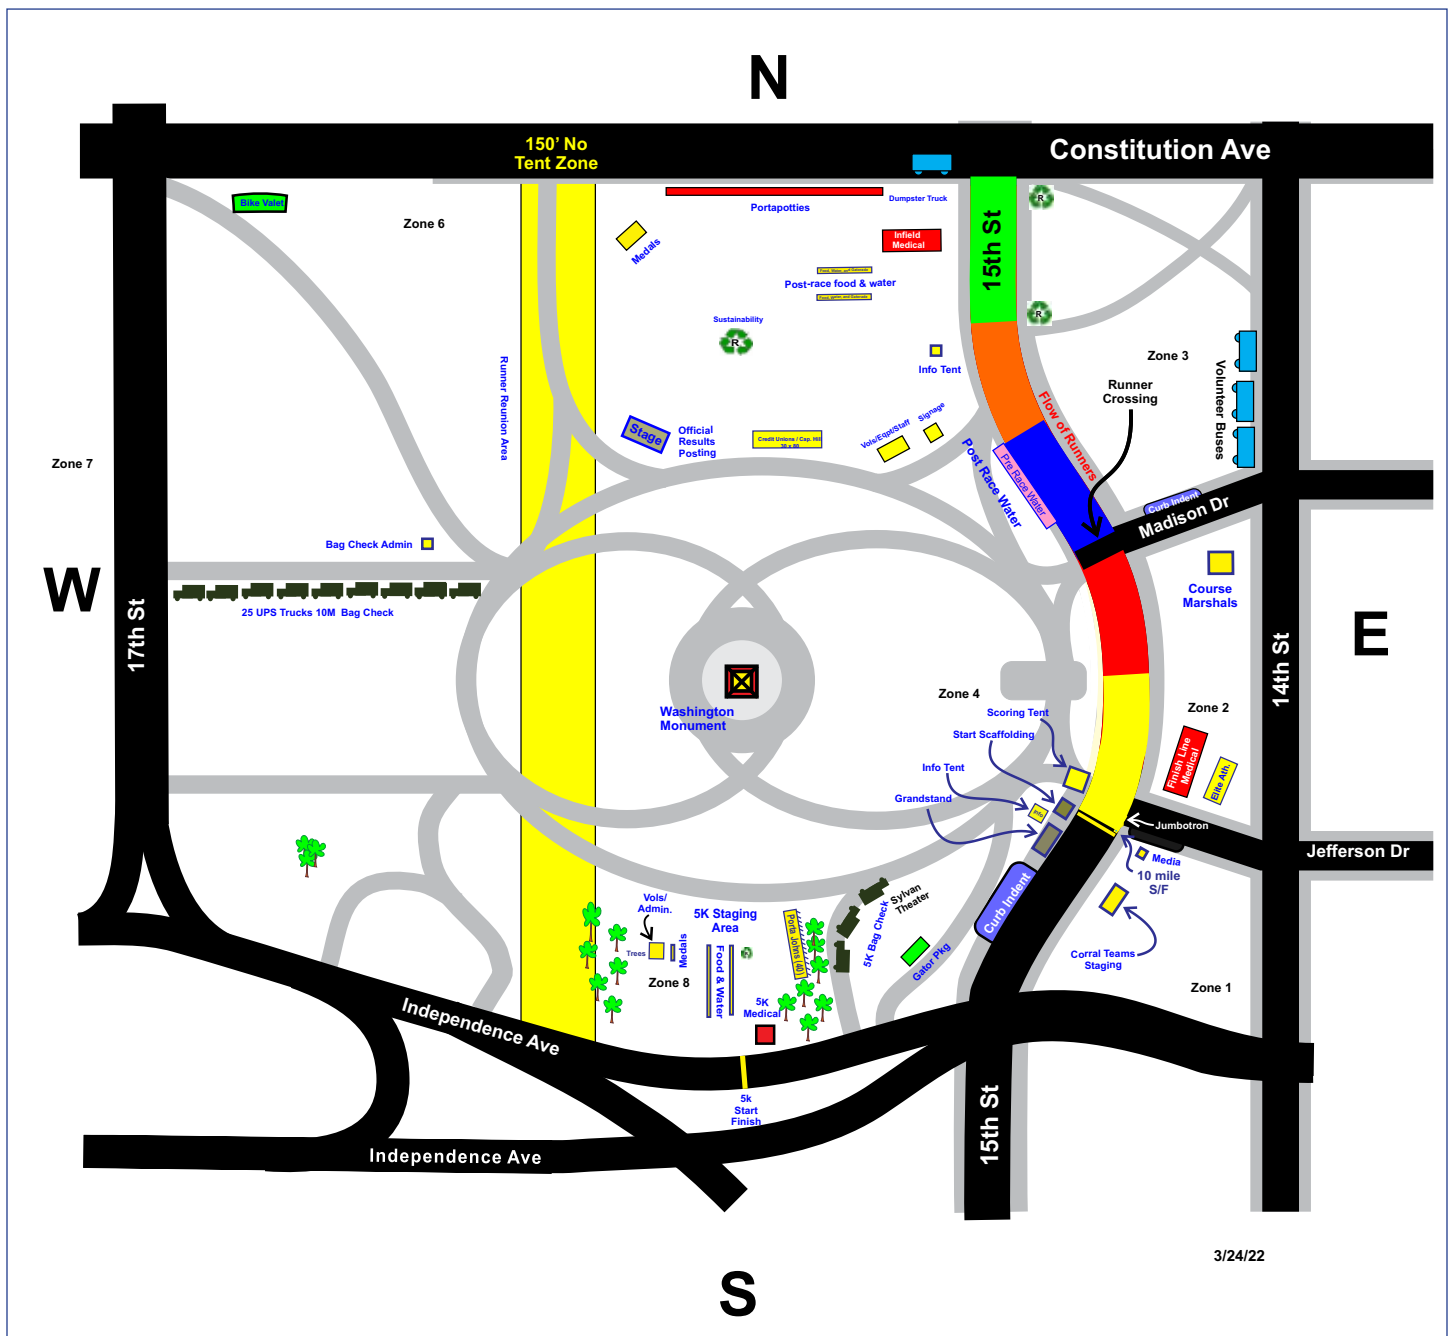 N
150' No
Tent Zone
Constitution Ave
Bike Valet
Zone 6
Portapotties
Dumpster Truck
Medals
Infield
Medical
15th St
R
Post-race food & water
Sustainability
R
R
Info Tent
Zone 3
Runner
Crossing
Volunteer Buses
Runner Reunion Area
Flow of Runners
Stage
Official
Results
Posting
Credit Unions / Cap. Hill
Vols/Eqpt/Staff
Signage
Post Race Water
Pre Race Water
Zone 7
Curb Indent
Madison Dr
Bag Check Admin
W
25 UPS Trucks 10M Bag Check
17th St
Course
Marshals
E
14th St
Washington
Monument
Zone 4
Scoring Tent
Start Scaffolding
Info Tent
Grandstand
Info
Zone 2
Finish Line
Medical
Elite Ath.
Jumbotron
Jefferson Dr
Media
10 mile
S/F
Curb Indent
Corral Teams
Staging
Zone 1
Sylvan
Theater
5K Bag Check
Gator Pkg
Vols/
Admin.
5K Staging
Area
Trees
Medals
Food & Water
Porta Johns (40)
Zone 8
5K
Medical
Independence Ave
5k
Start
Finish
Independence Ave
15th St
3/24/22
S